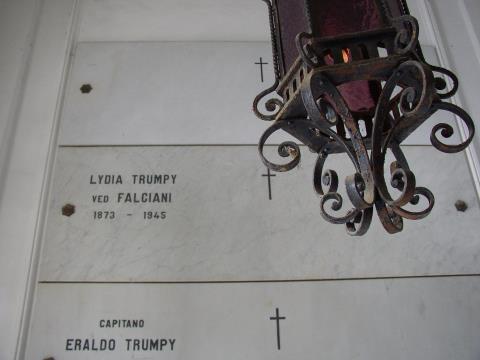 LYDIA TRUMPY
VED FALCIANI
1873 - 1945
CAPITANO
ERALDO TRUMPY